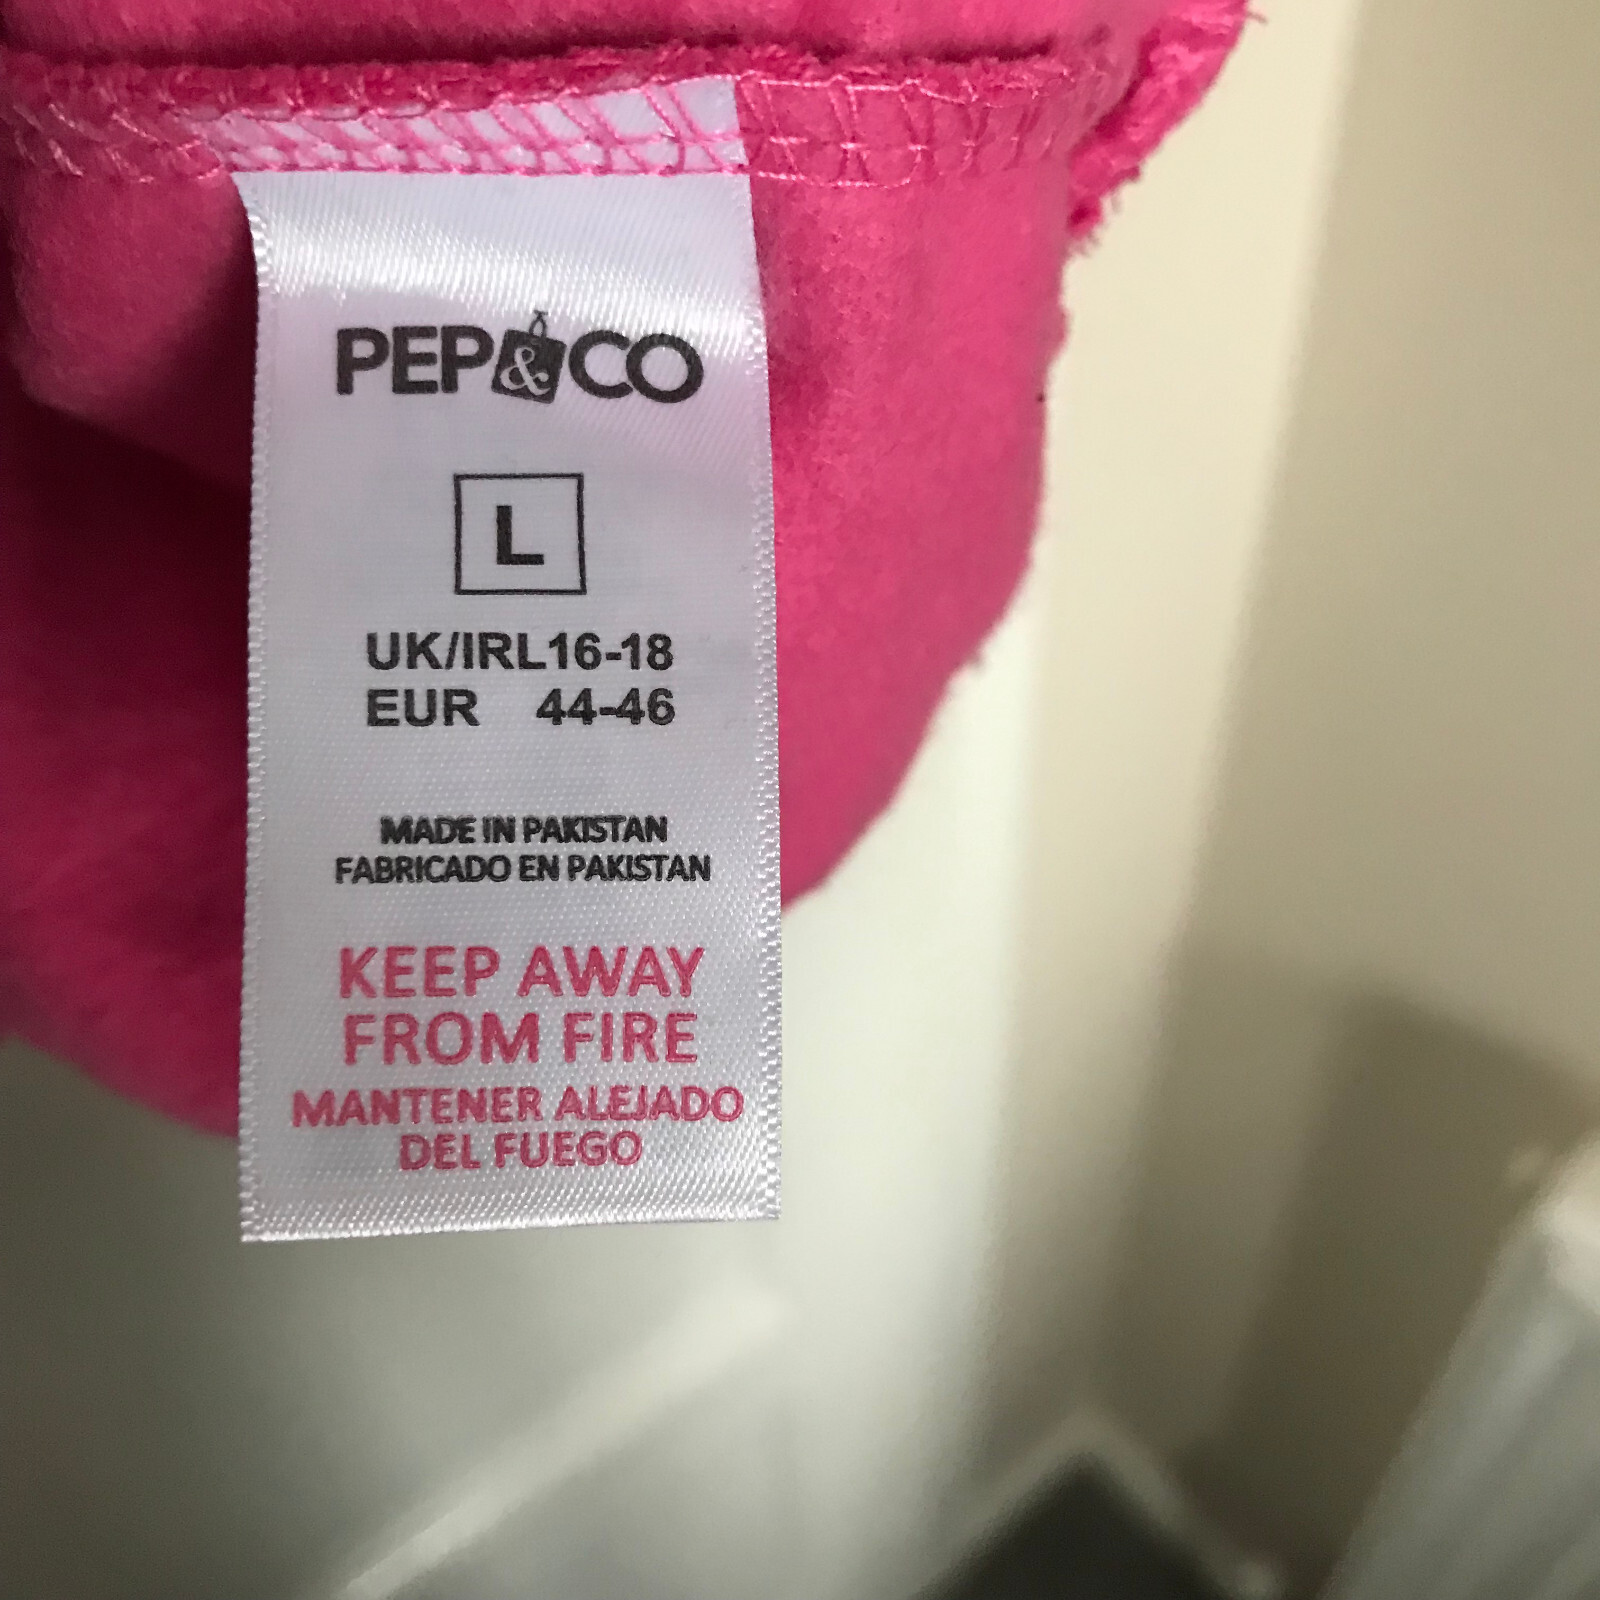 PEP&CO
L
UK/IRL16-18
EUR 44-46
MADE IN PAKISTAN
FABRICADO EN PAKISTAN
KEEP AWAY
FROM FIRE
MANTENER ALEJADO
DEL FUEGO